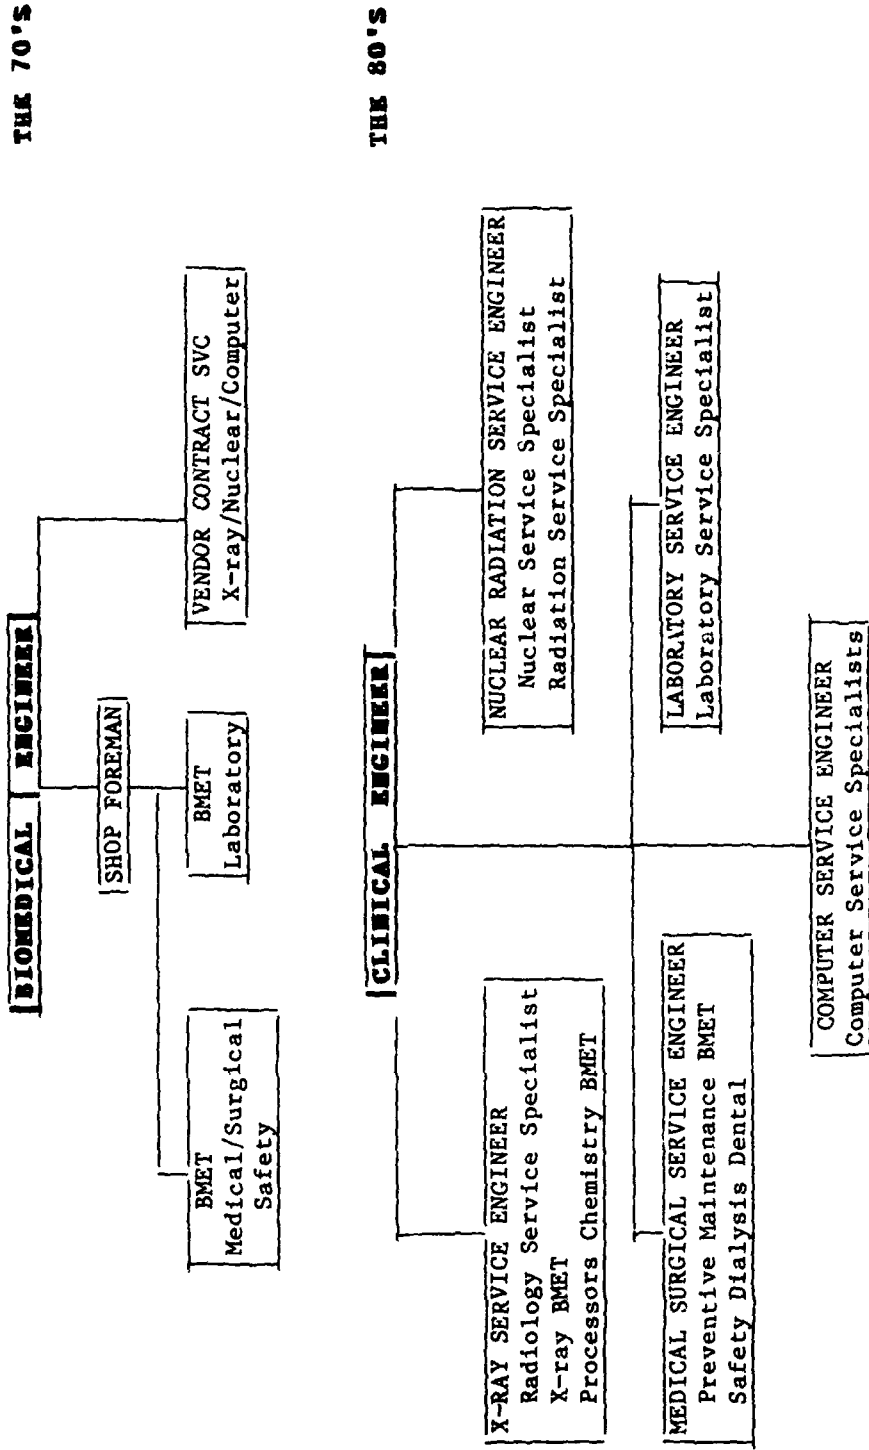 THE 70's
BIOMEDICAL ENGINEER
SHOP FOREMAN
BMET
Medical/Surgical
Safety
BMET
Laboratory
VENDOR CONTRACT SVC
X-ray/Nuclear/Computer
THE 80's
CLINICAL ENGINEER
X-RAY SERVICE ENGINEER
Radiology Service Specialist
X-ray BMET
Processors Chemistry BMET
NUCLEAR RADIATION SERVICE ENGINEER
Nuclear Service Specialist
Radiation Service Specialist
MEDICAL SURGICAL SERVICE ENGINEER
Preventive Maintenance BMET
Safety Dialysis Dental
LABORATORY SERVICE ENGINEER
Laboratory Service Specialist
COMPUTER SERVICE ENGINEER
Computer Service Specialists